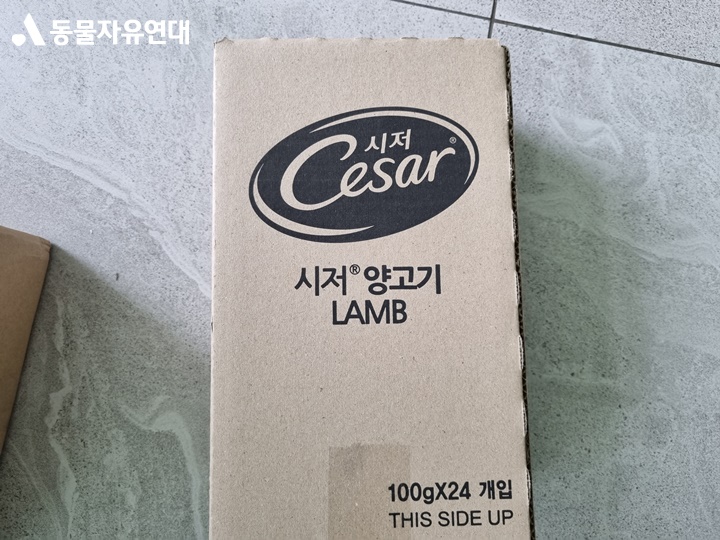 동물자유연대
시저
Cesar®
시저® 양고기
LAMB
100gX24 개입
THIS SIDE UP